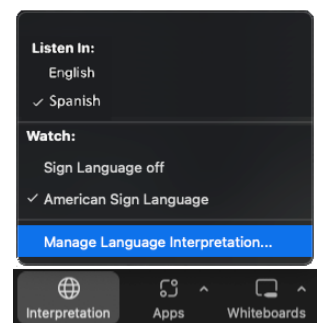 Listen In:
English
✓ Spanish
Watch:
Sign Language off
✓ American Sign Language
Manage Language Interpretation...
Interpretation Apps Whiteboards